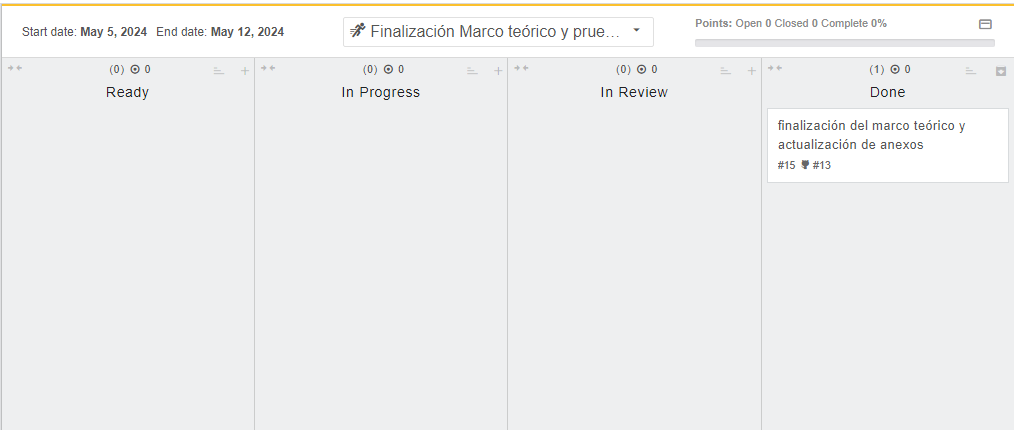 Start date: May 5, 2024 End date: May 12, 2024
Finalización Marco teórico y prue...
Points: Open 0 Closed 0 Complete 0%
(0) 0
Ready
(0) 0
In Progress
(0) 0
In Review
(1) 0
Done
finalización del marco teórico y
actualización de anexos
#15 #13